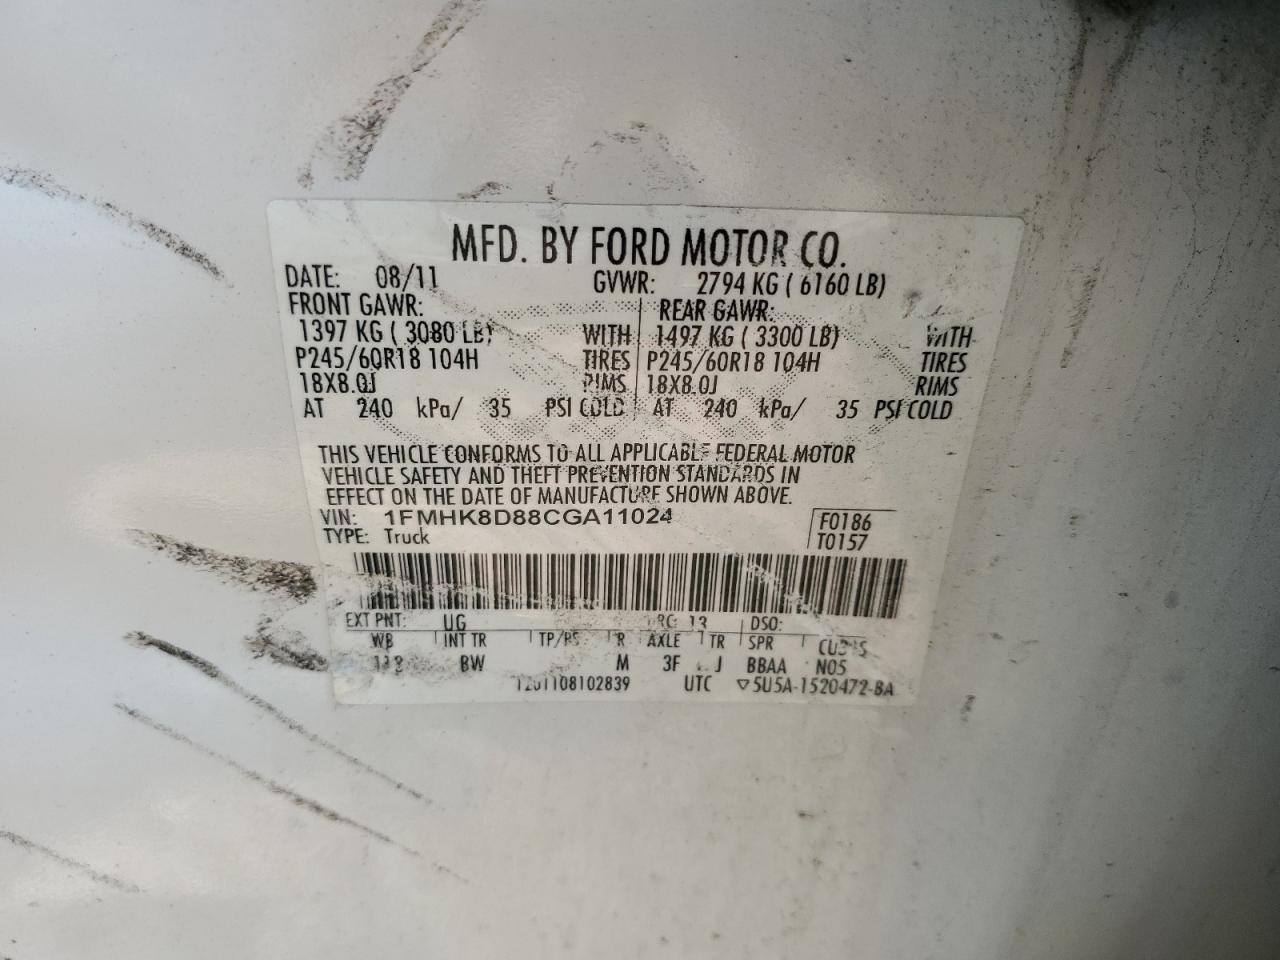 MFD. BY FORD MOTOR CO.
DATE: 08/11 GVWR: 2794 KG ( 6160 LB)
FRONT GAWR: REAR GAWR:
1397 KG ( 3080 LB) WITH 1497 KG ( 3300 LB) WITH
P245/60R18 104H TIRES P245/60R18 104H TIRES
18X8.0J RIMS 18X8.0J RIMS
AT 240 kPa/ 35 PSI COLD AT 240 kPa/ 35 PSI COLD
THIS VEHICLE CONFORMS TO ALL APPLICABLE FEDERAL MOTOR
VEHICLE SAFETY AND THEFT PREVENTION STANDARDS IN
EFFECT ON THE DATE OF MANUFACTURE SHOWN ABOVE.
VIN: 1FMHK8D88CGA11024 F0186
TYPE: Truck T0157
EXT PNT: UG 13 DSO:
WB INT TR R AXLE TR SPR
BW M 3F J BBAA N05
UTC ▽5U5A-1520472-BA